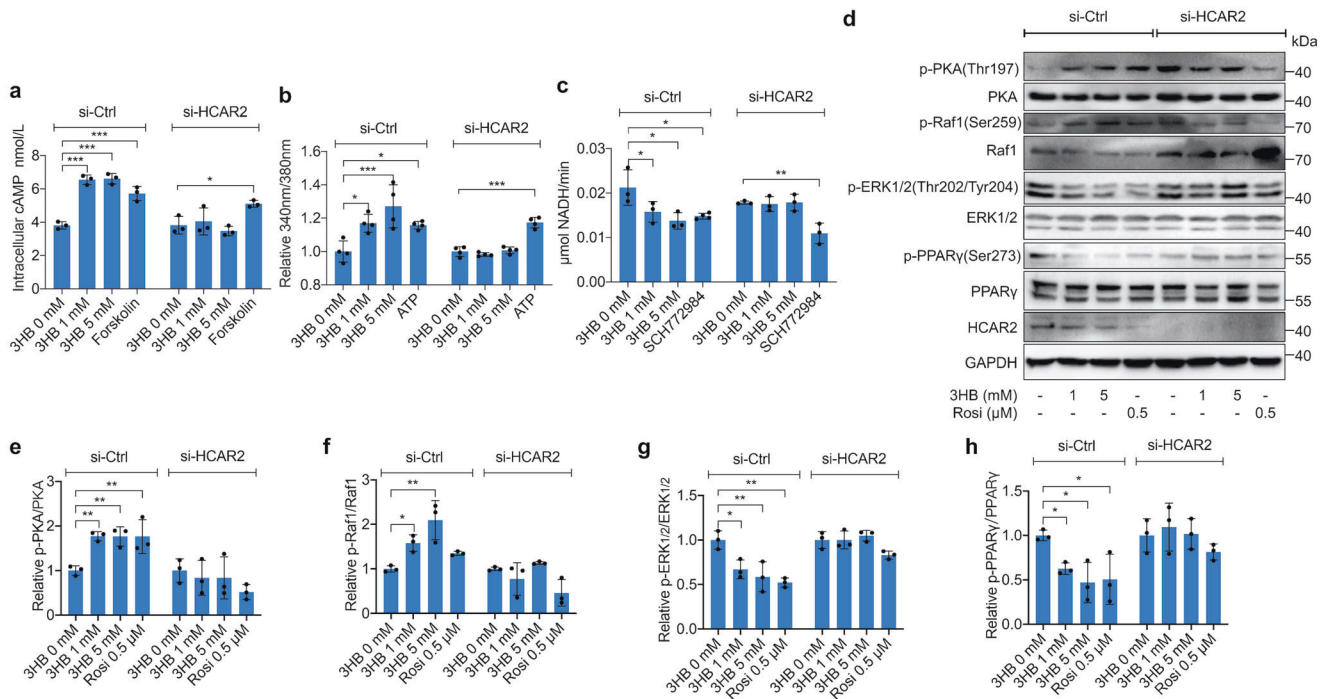 a
si-Ctrl
si-HCAR2
Intracellular cAMP nmol/L
8
6
4
2
0
***
***
***
*
3HB 0 mM
3HB 1 mM
3HB 5 mM
Forskolin
3HB 0 mM
3HB 1 mM
3HB 5 mM
Forskolin
b
si-Ctrl
si-HCAR2
Relative 340nm/380nm
1.6
1.4
1.2
1.0
0.8
*
***
*
***
3HB 0 mM
3HB 1 mM
3HB 5 mM
ATP
3HB 0 mM
3HB 1 mM
3HB 5 mM
ATP
c
si-Ctrl
si-HCAR2
µmol NADH/min
0.03
0.02
0.01
0.00
*
*
*
**
3HB 0 mM
3HB 1 mM
3HB 5 mM
SCH772984
3HB 0 mM
3HB 1 mM
3HB 5 mM
SCH772984
d
si-Ctrl
si-HCAR2
kDa
p-PKA(Thr197)
40
PKA
40
p-Raf1(Ser259)
70
Raf1
70
p-ERK1/2(Thr202/Tyr204)
40
ERK1/2
40
p-PPARγ(Ser273)
55
PPARγ
55
HCAR2
40
GAPDH
40
3HB (mM) - 1 5 - - 1 5 -
Rosi (µM) - - - 0.5 - - - 0.5
e
si-Ctrl
si-HCAR2
Relative p-PKA/PKA
4
3
2
1
0
**
**
**
3HB 0 mM
3HB 1 mM
3HB 5 mM
Rosi 0.5 µM
3HB 0 mM
3HB 1 mM
3HB 5 mM
Rosi 0.5 µM
f
si-Ctrl
si-HCAR2
Relative p-Raf1/Raf1
3
2
1
0
**
*
3HB 0 mM
3HB 1 mM
3HB 5 mM
Rosi 0.5 µM
3HB 0 mM
3HB 1 mM
3HB 5 mM
Rosi 0.5 µM
g
si-Ctrl
si-HCAR2
Relative p-ERK1/2/ERK1/2
1.5
1.0
0.5
0.0
**
**
*
3HB 0 mM
3HB 1 mM
3HB 5 mM
Rosi 0.5 µM
3HB 0 mM
3HB 1 mM
3HB 5 mM
Rosi 0.5 µM
h
si-Ctrl
si-HCAR2
Relative p-PPARγ/PPARγ
1.5
1.0
0.5
0.0
*
*
*
3HB 0 mM
3HB 1 mM
3HB 5 mM
Rosi 0.5 µM
3HB 0 mM
3HB 1 mM
3HB 5 mM
Rosi 0.5 µM